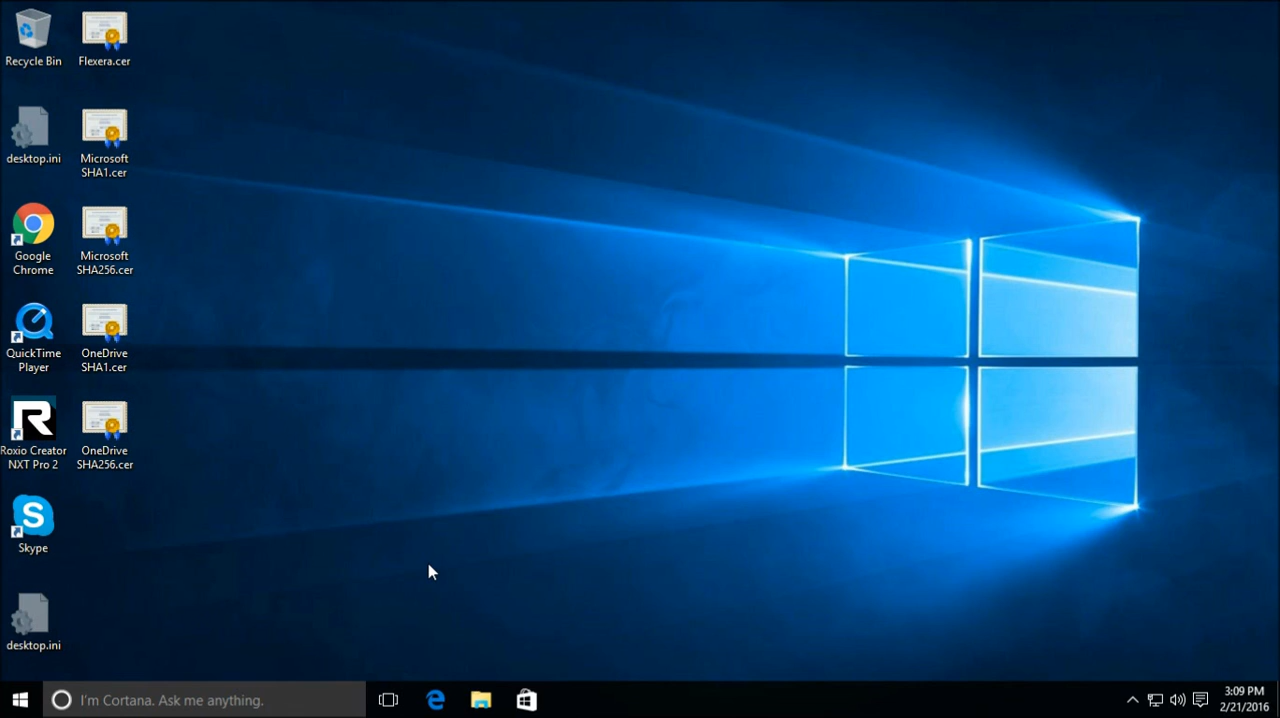 Recycle Bin
Flexera.cer
desktop.ini
Microsoft
SHA1.cer
Google
Chrome
Microsoft
SHA256.cer
QuickTime
Player
OneDrive
SHA1.cer
Roxio Creator
NXT Pro 2
OneDrive
SHA256.cer
Skype
desktop.ini
I'm Cortana. Ask me anything.
3:09 PM
2/21/2016